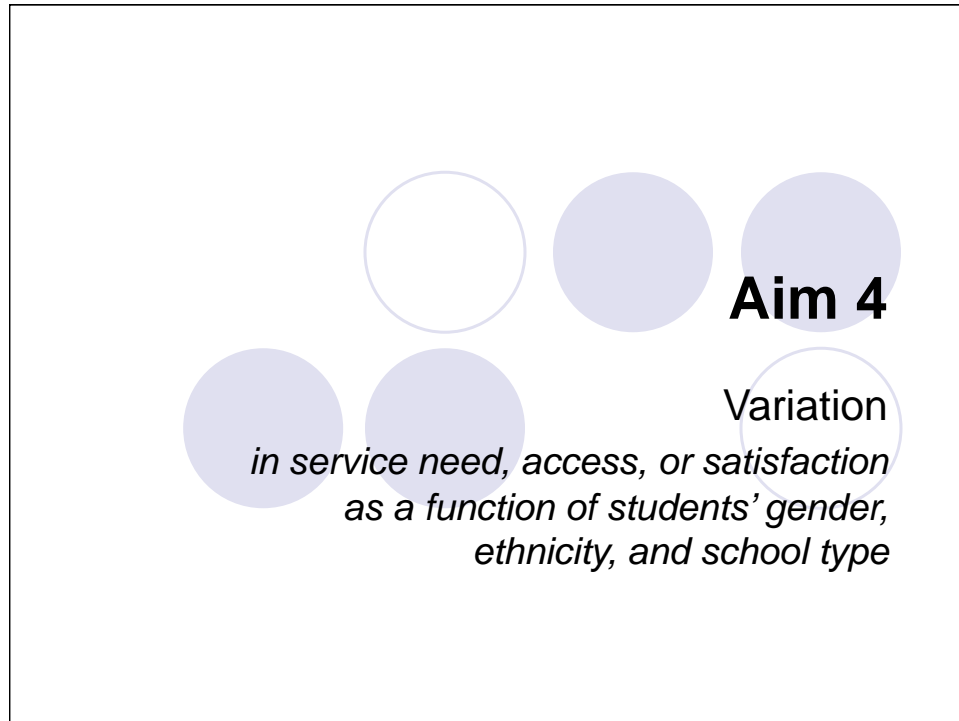 Aim 4
Variation
in service need, access, or satisfaction
as a function of students’ gender,
ethnicity, and school type